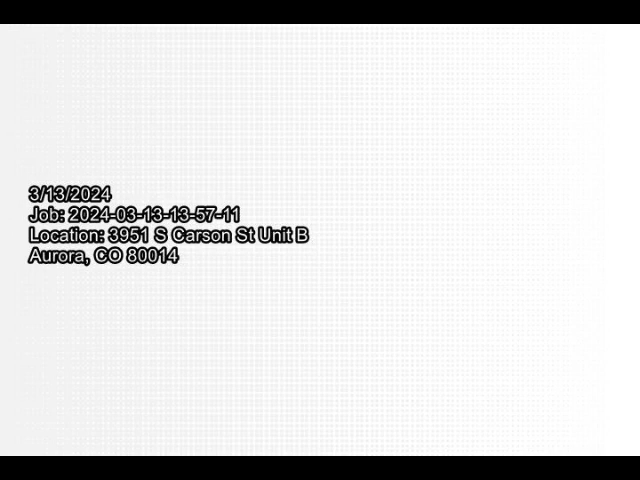 3/13/2024
Job: 2024-03-13-13-57-11
Location: 3951 S Carson St Unit B
Aurora, CO 80014